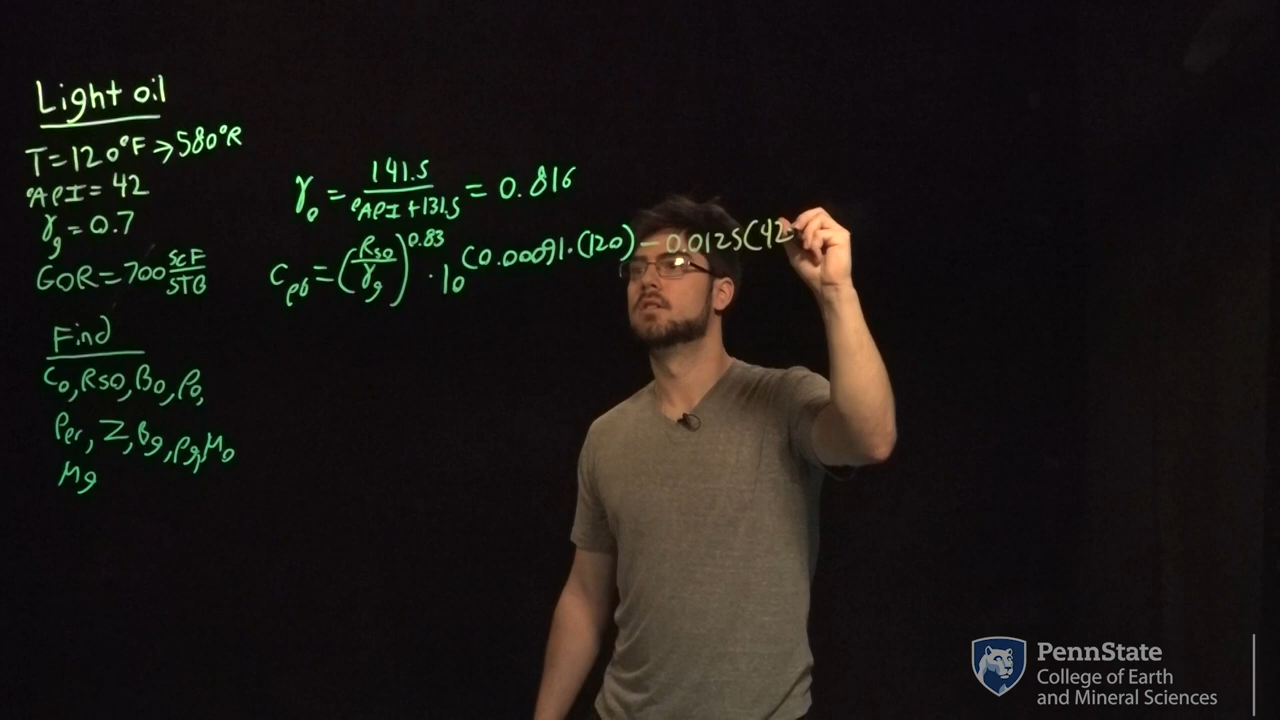 Light oil
T=120°F→580°R
°API=42
γg=0.7
GOR=700 SCF/STB
Find
Co, Rso, Bo, ρo,
Per, Z, Bg, ρg, μo
μg
γo = 141.5/(°API+131.5) = 0.816
Cpb=(Rso/γg)^0.83 · 10^(0.00091·(120)-0.0125(42
PennState
College of Earth
and Mineral Sciences